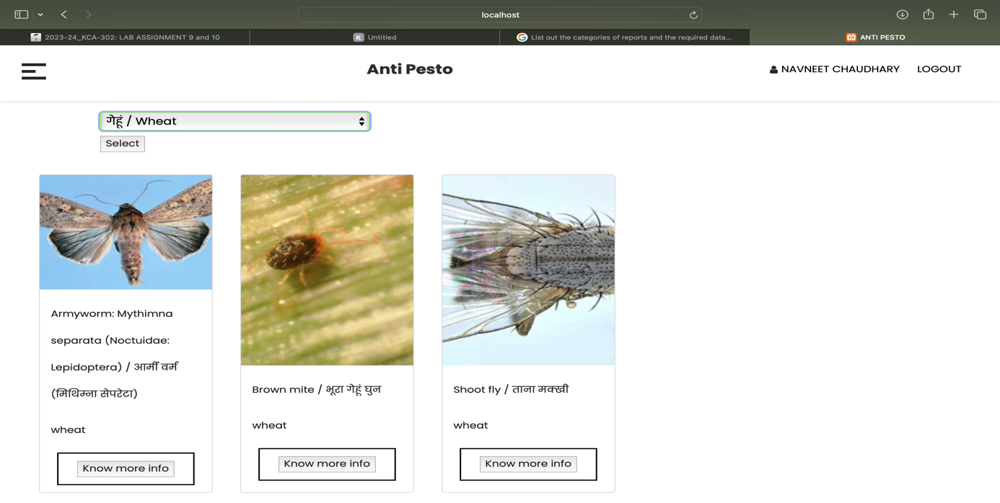 localhost
2023-24_KCA-302: LAB ASSIGNMENT 9 and 10
K Untitled
List out the categories of reports and the required data...
ANTI PESTO
Anti Pesto
NAVNEET CHAUDHARY LOGOUT
गेहूं / Wheat
Select
Armyworm: Mythimna
separata (Noctuidae:
Lepidoptera) / आर्मी वर्म
(मिथिम्ना सेपरेटा)
wheat
Know more info
Brown mite / भूरा गेहूं घुन
wheat
Know more info
Shoot fly / ताना मक्खी
wheat
Know more info